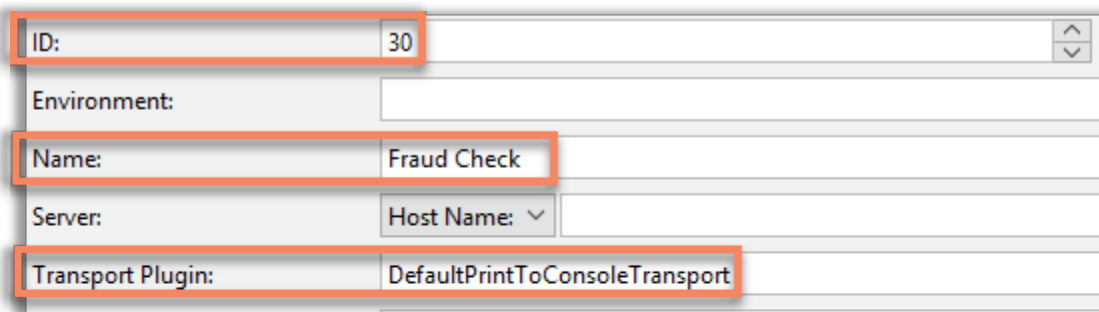 ID: 30
Environment:
Name: Fraud Check
Server: Host Name:
Transport Plugin: DefaultPrintToConsoleTransport